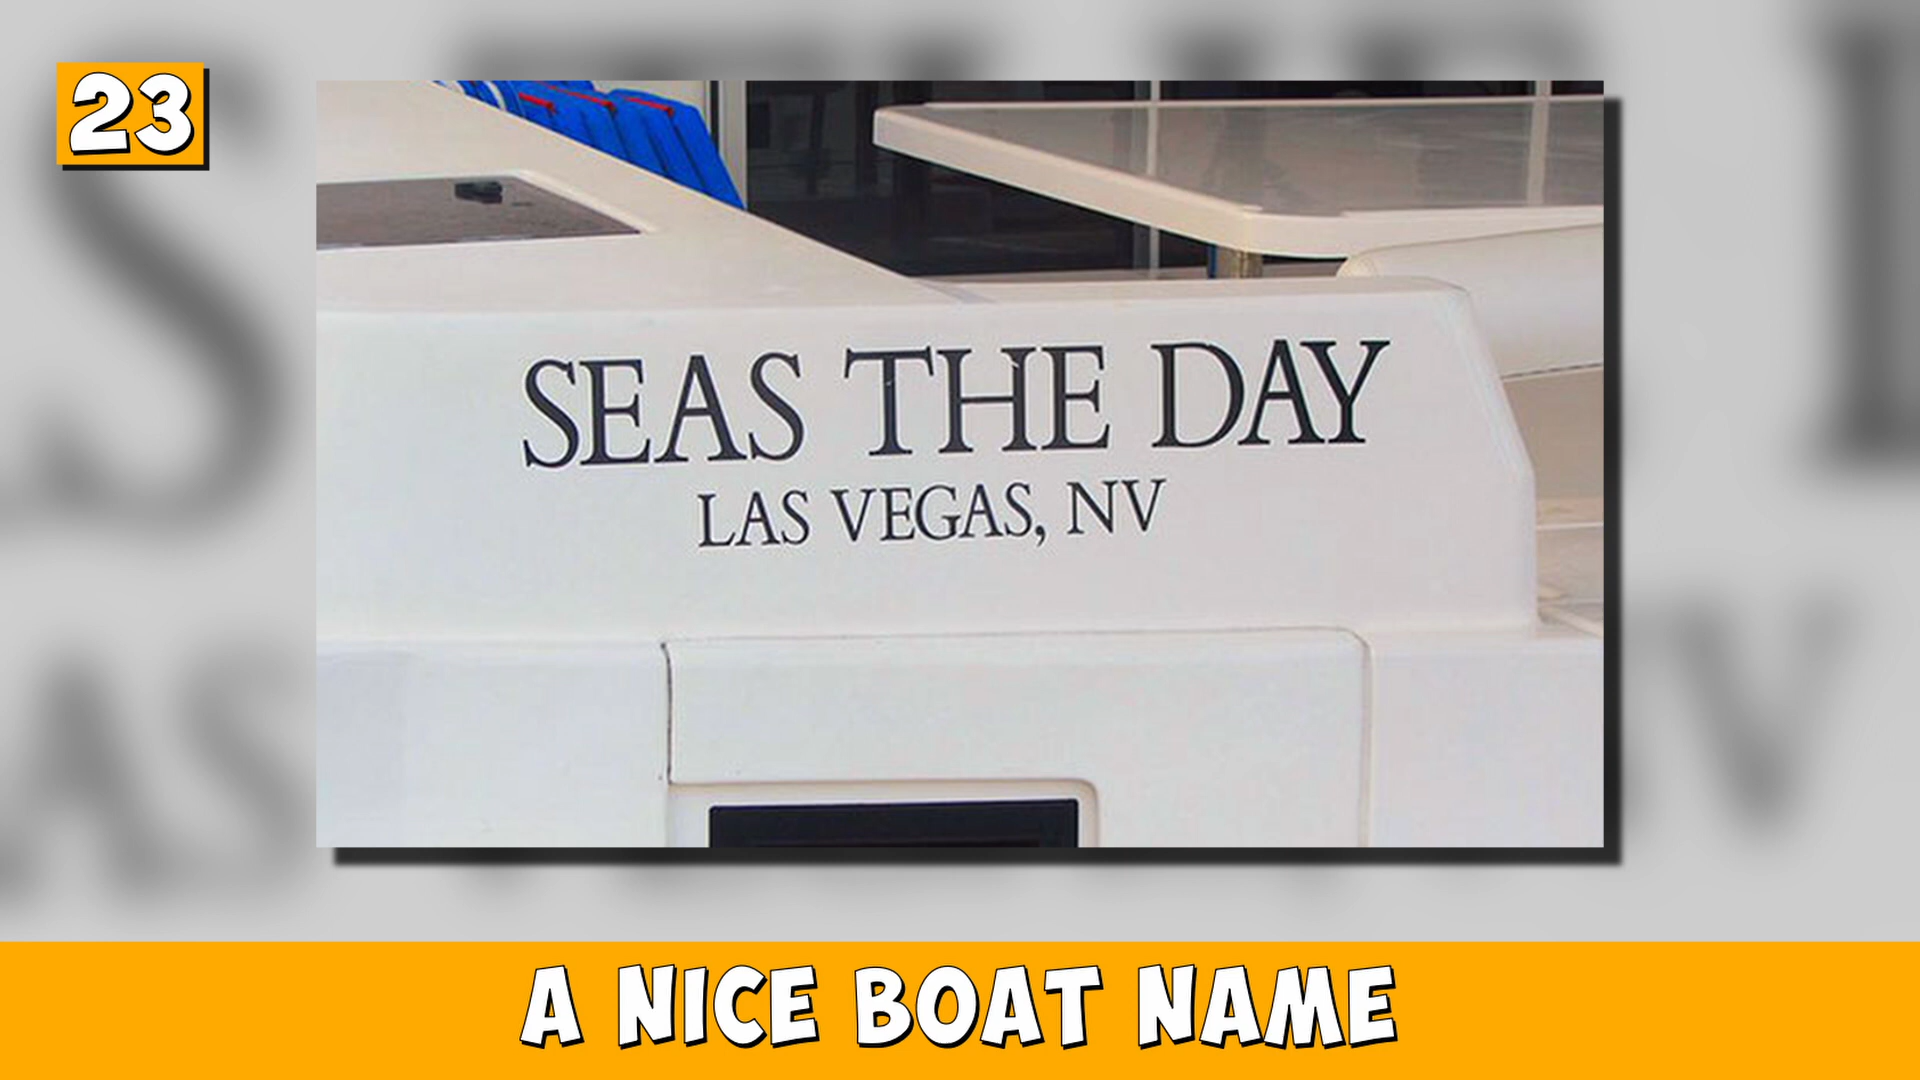 23
SEAS THE DAY
LAS VEGAS, NV
A NICE BOAT NAME